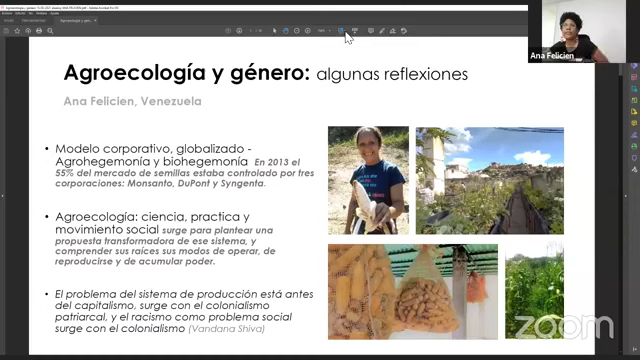 Inicio
Herramientas
Agroecología y gén...
Ana Felicien
Agroecología y género: algunas reflexiones
Ana Felicien, Venezuela
• Modelo corporativo, globalizado -
Agrohegemonía y biohegemonía En 2013 el
55% del mercado de semillas estaba controlado por tres
corporaciones: Monsanto, DuPont y Syngenta.
• Agroecología: ciencia, practica y
movimiento social surge para plantear una
propuesta transformadora de ese sistema, y
comprender sus raíces sus modos de operar, de
reproducirse y de acumular poder.
• El problema del sistema de producción está antes
del capitalismo, surge con el colonialismo
patriarcal, y el racismo como problema social
surge con el colonialismo (Vandana Shiva)
zoom